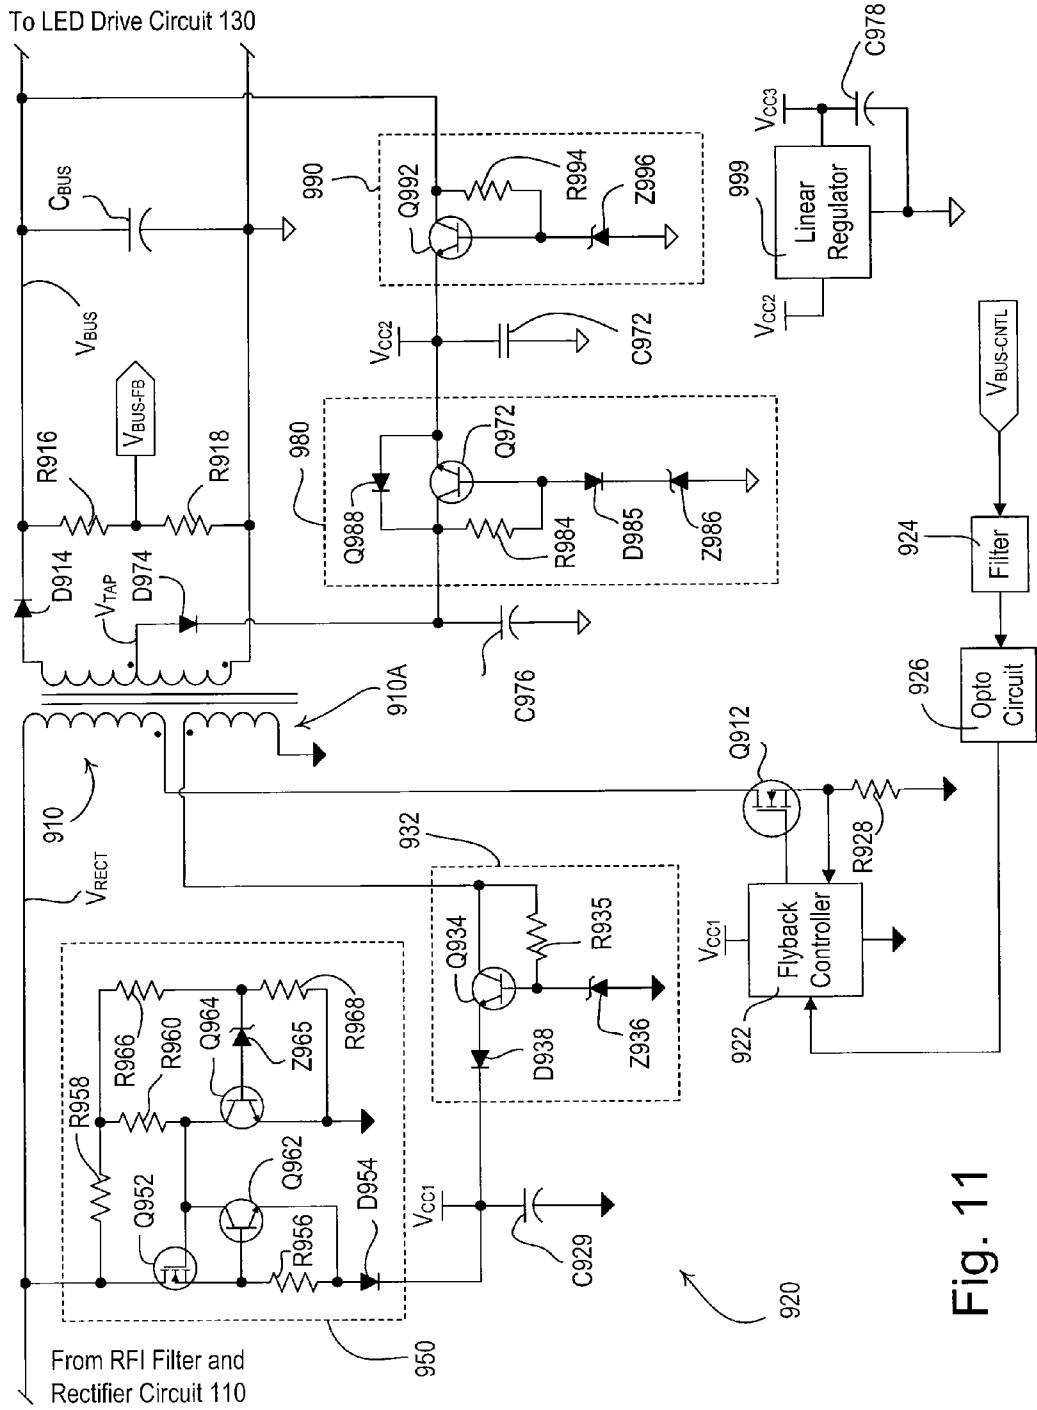 To LED Drive Circuit 130
CBUS
VBUS
R916
VBUS-FB
R918
D914
VTAP
D974
910A
910
VRECT
From RFI Filter and
Rectifier Circuit 110
990
Q992
R994
Z996
VCC2
C972
980
Q972
Q988
R984
D985
Z986
C976
932
Q934
R935
Z936
D938
VCC1
C929
R958
R966
R960
Q964
Z965
R968
Q952
Q962
R956
D954
950
920
C978
VCC3
999
Linear
Regulator
VCC2
VBUS-CNTL
924
Filter
926
Opto
Circuit
Q912
R928
VCC1
Flyback
Controller
922
Fig. 11